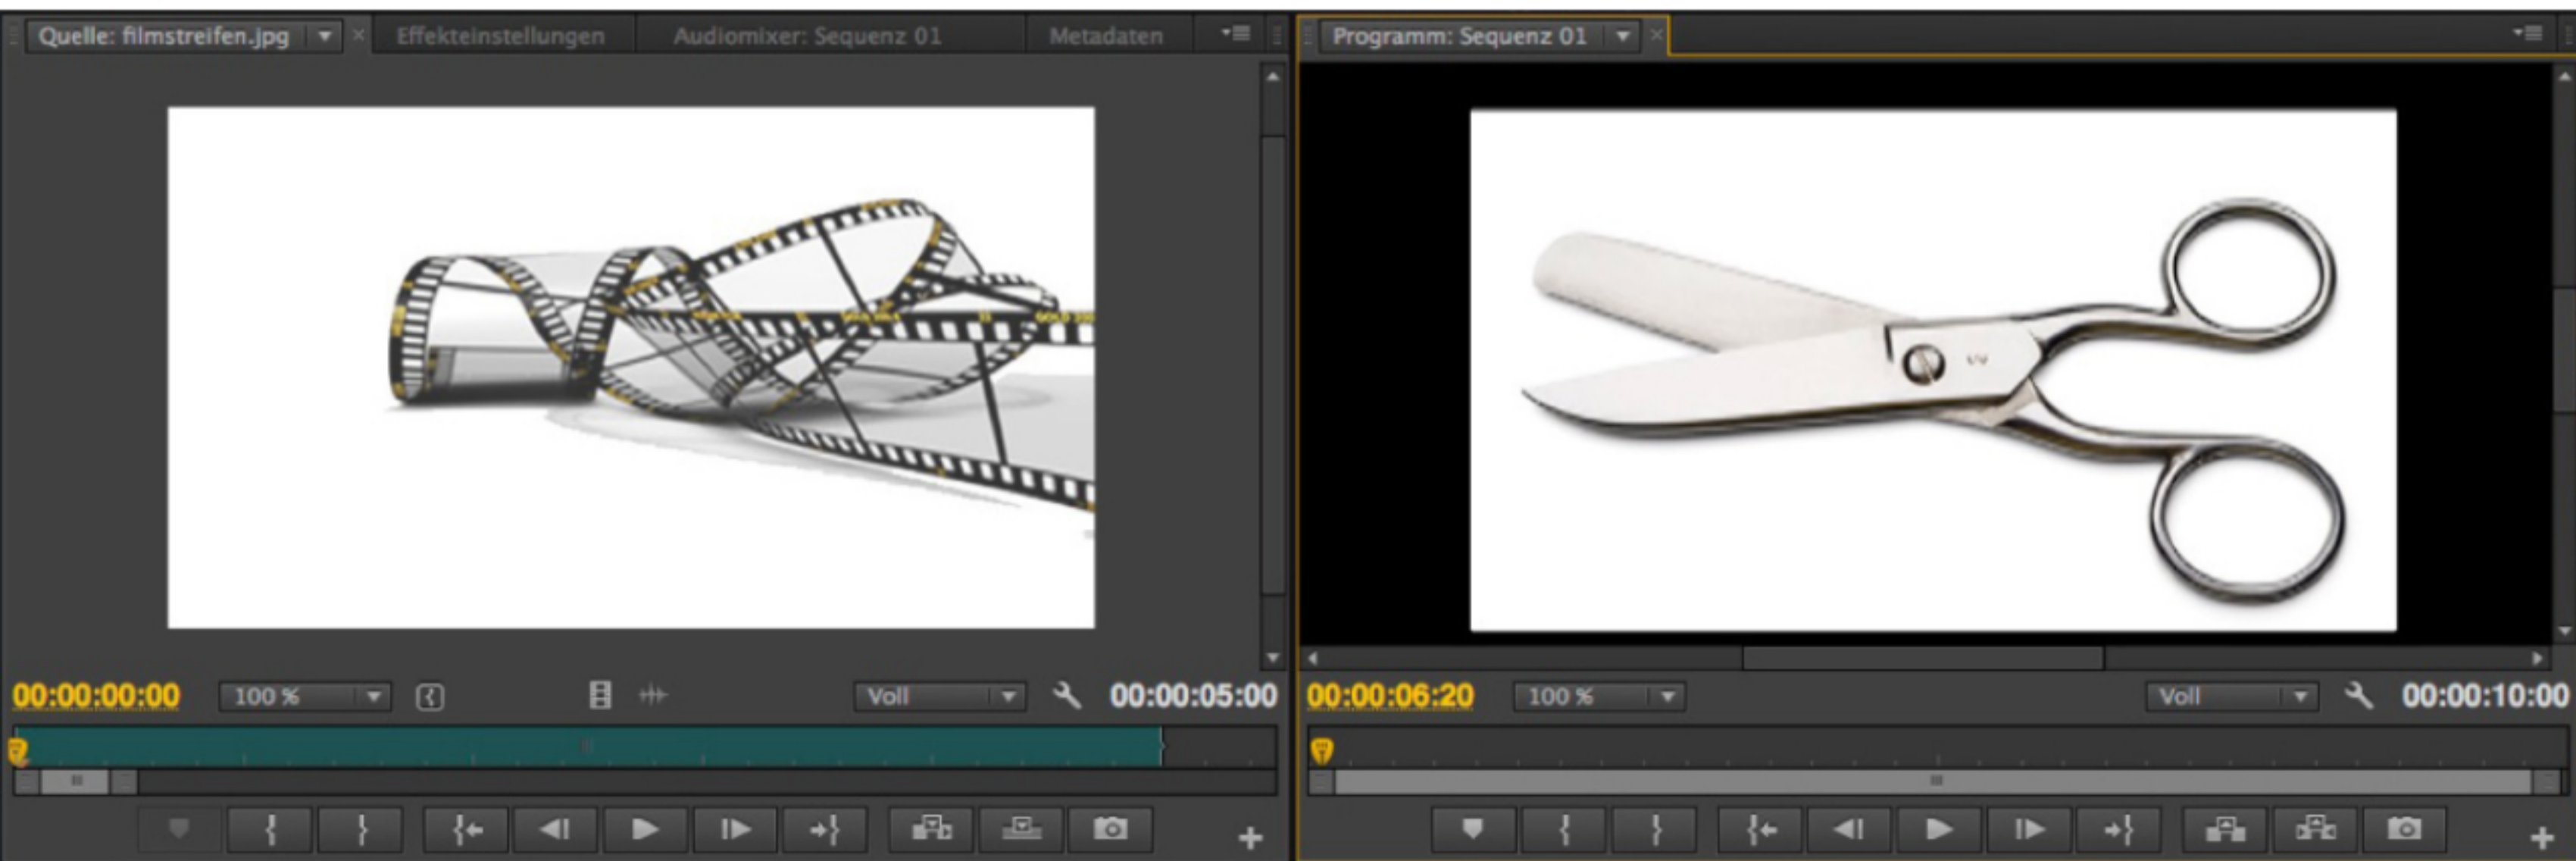 Quelle: filmstreifen.jpg
Effekteinstellungen
Audiomixer: Sequenz 01
Metadaten
Programm: Sequenz 01
00:00:00:00
100 %
Voll
00:00:05:00
00:00:06:20
100 %
Voll
00:00:10:00